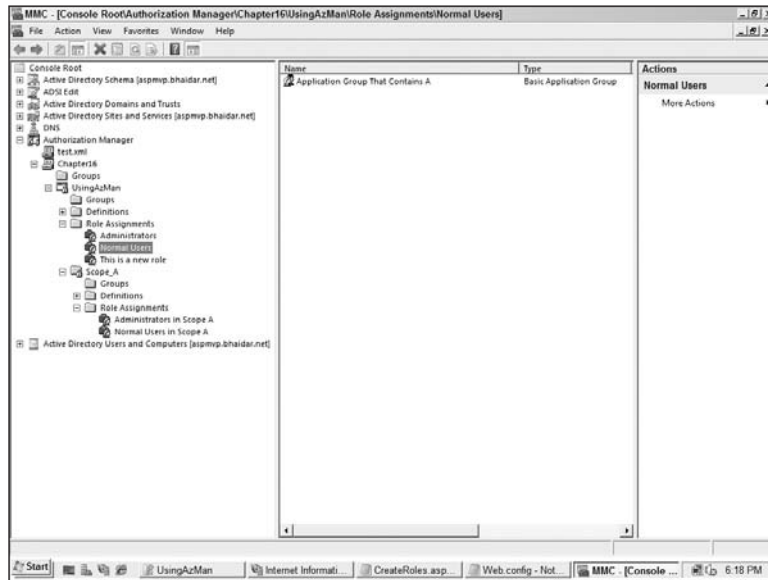 MMC - [Console Root\Authorization Manager\Chapter16\UsingAzMan\Role Assignments\Normal Users]
File Action View Favorites Window Help
Console Root
Active Directory Schema [aspmvp.bhaidar.net]
ADSI Edit
Active Directory Domains and Trusts
Active Directory Sites and Services [aspmvp.bhaidar.net]
DNS
Authorization Manager
test.xml
Chapter16
Groups
UsingAzMan
Groups
Definitions
Role Assignments
Administrators
Normal Users
This is a new role
Scope_A
Groups
Definitions
Role Assignments
Administrators in Scope A
Normal Users in Scope A
Active Directory Users and Computers [aspmvp.bhaidar.net]
Name Type
Application Group That Contains A Basic Application Group
Actions
Normal Users
More Actions
Start UsingAzMan Internet Informati... CreateRoles.asp... Web.config - Not... MMC - [Console ... 6:18 PM